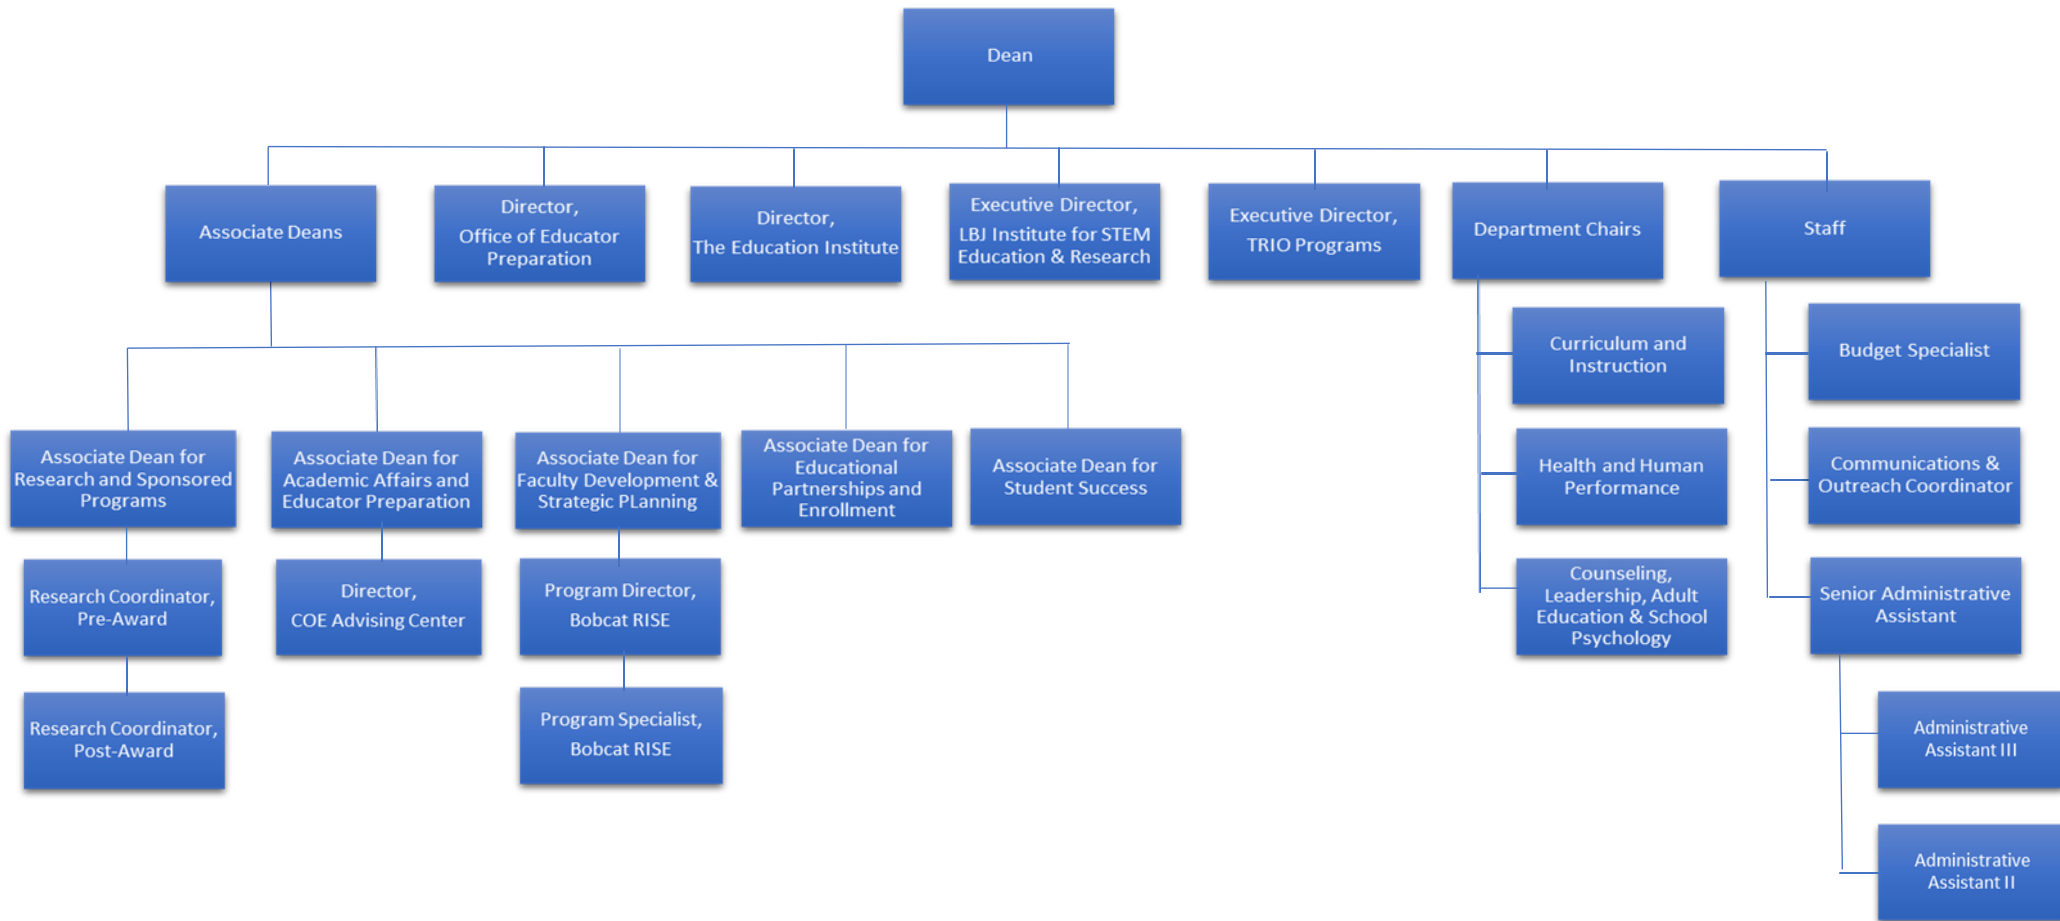 Dean
Associate Deans
Director,
Office of Educator
Preparation
Director,
The Education Institute
Executive Director,
LBJ Institute for STEM
Education & Research
Executive Director,
TRIO Programs
Department Chairs
Staff
Curriculum and
Instruction
Budget Specialist
Health and Human
Performance
Communications &
Outreach Coordinator
Counseling,
Leadership, Adult
Education & School
Psychology
Senior Administrative
Assistant
Administrative
Assistant III
Administrative
Assistant II
Associate Dean for
Research and Sponsored
Programs
Associate Dean for
Academic Affairs and
Educator Preparation
Associate Dean for
Faculty Development &
Strategic PLanning
Associate Dean for
Educational
Partnerships and
Enrollment
Associate Dean for
Student Success
Research Coordinator,
Pre-Award
Director,
COE Advising Center
Program Director,
Bobcat RISE
Research Coordinator,
Post-Award
Program Specialist,
Bobcat RISE